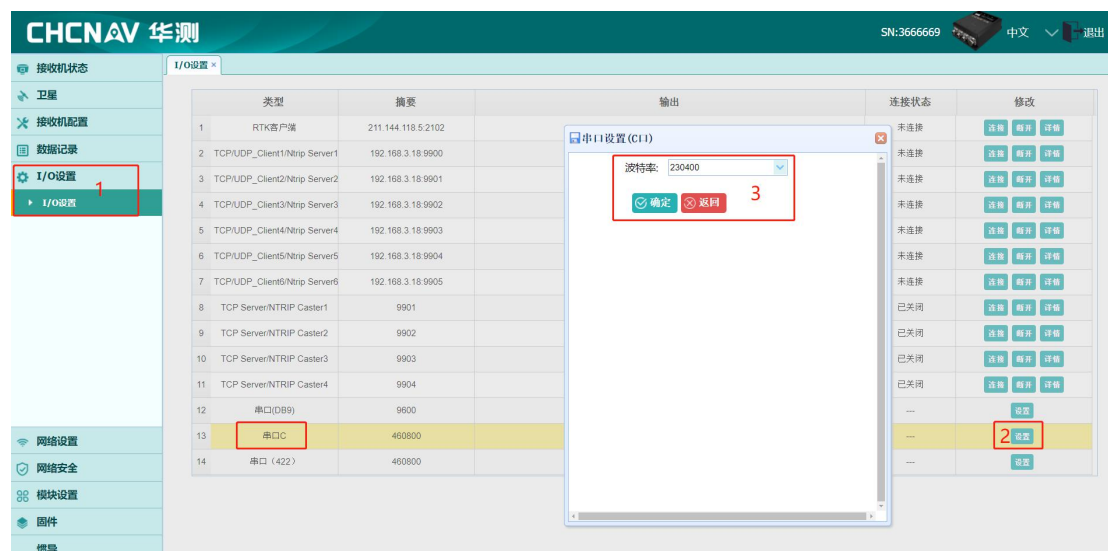 CHCNAV 华测
SN:3666669 中文 退出
接收机状态
卫星
接收机配置
数据记录
I/O设置
1
I/O设置
网络设置
网络安全
模块设置
固件
惯导
I/O设置 ×
类型 摘要 输出 连接状态 修改
1 RTK客户端 211.144.118.5:2102 未连接 连接 断开 详情
2 TCP/UDP_Client1/Ntrip Server1 192.168.3.18:9900 未连接 连接 断开 详情
3 TCP/UDP_Client2/Ntrip Server2 192.168.3.18:9901 未连接 连接 断开 详情
4 TCP/UDP_Client3/Ntrip Server3 192.168.3.18:9902 未连接 连接 断开 详情
5 TCP/UDP_Client4/Ntrip Server4 192.168.3.18:9903 未连接 连接 断开 详情
6 TCP/UDP_Client5/Ntrip Server5 192.168.3.18:9904 未连接 连接 断开 详情
7 TCP/UDP_Client6/Ntrip Server6 192.168.3.18:9905 未连接 连接 断开 详情
8 TCP Server/NTRIP Caster1 9901 已关闭 连接 断开 详情
9 TCP Server/NTRIP Caster2 9902 已关闭 连接 断开 详情
10 TCP Server/NTRIP Caster3 9903 已关闭 连接 断开 详情
11 TCP Server/NTRIP Caster4 9904 已关闭 连接 断开 详情
12 串口(DB9) 9600 --- 设置
13 串口C 460800 --- 2 设置
14 串口（422） 460800 --- 设置
串口设置(C口)
波特率: 230400
确定 返回 3